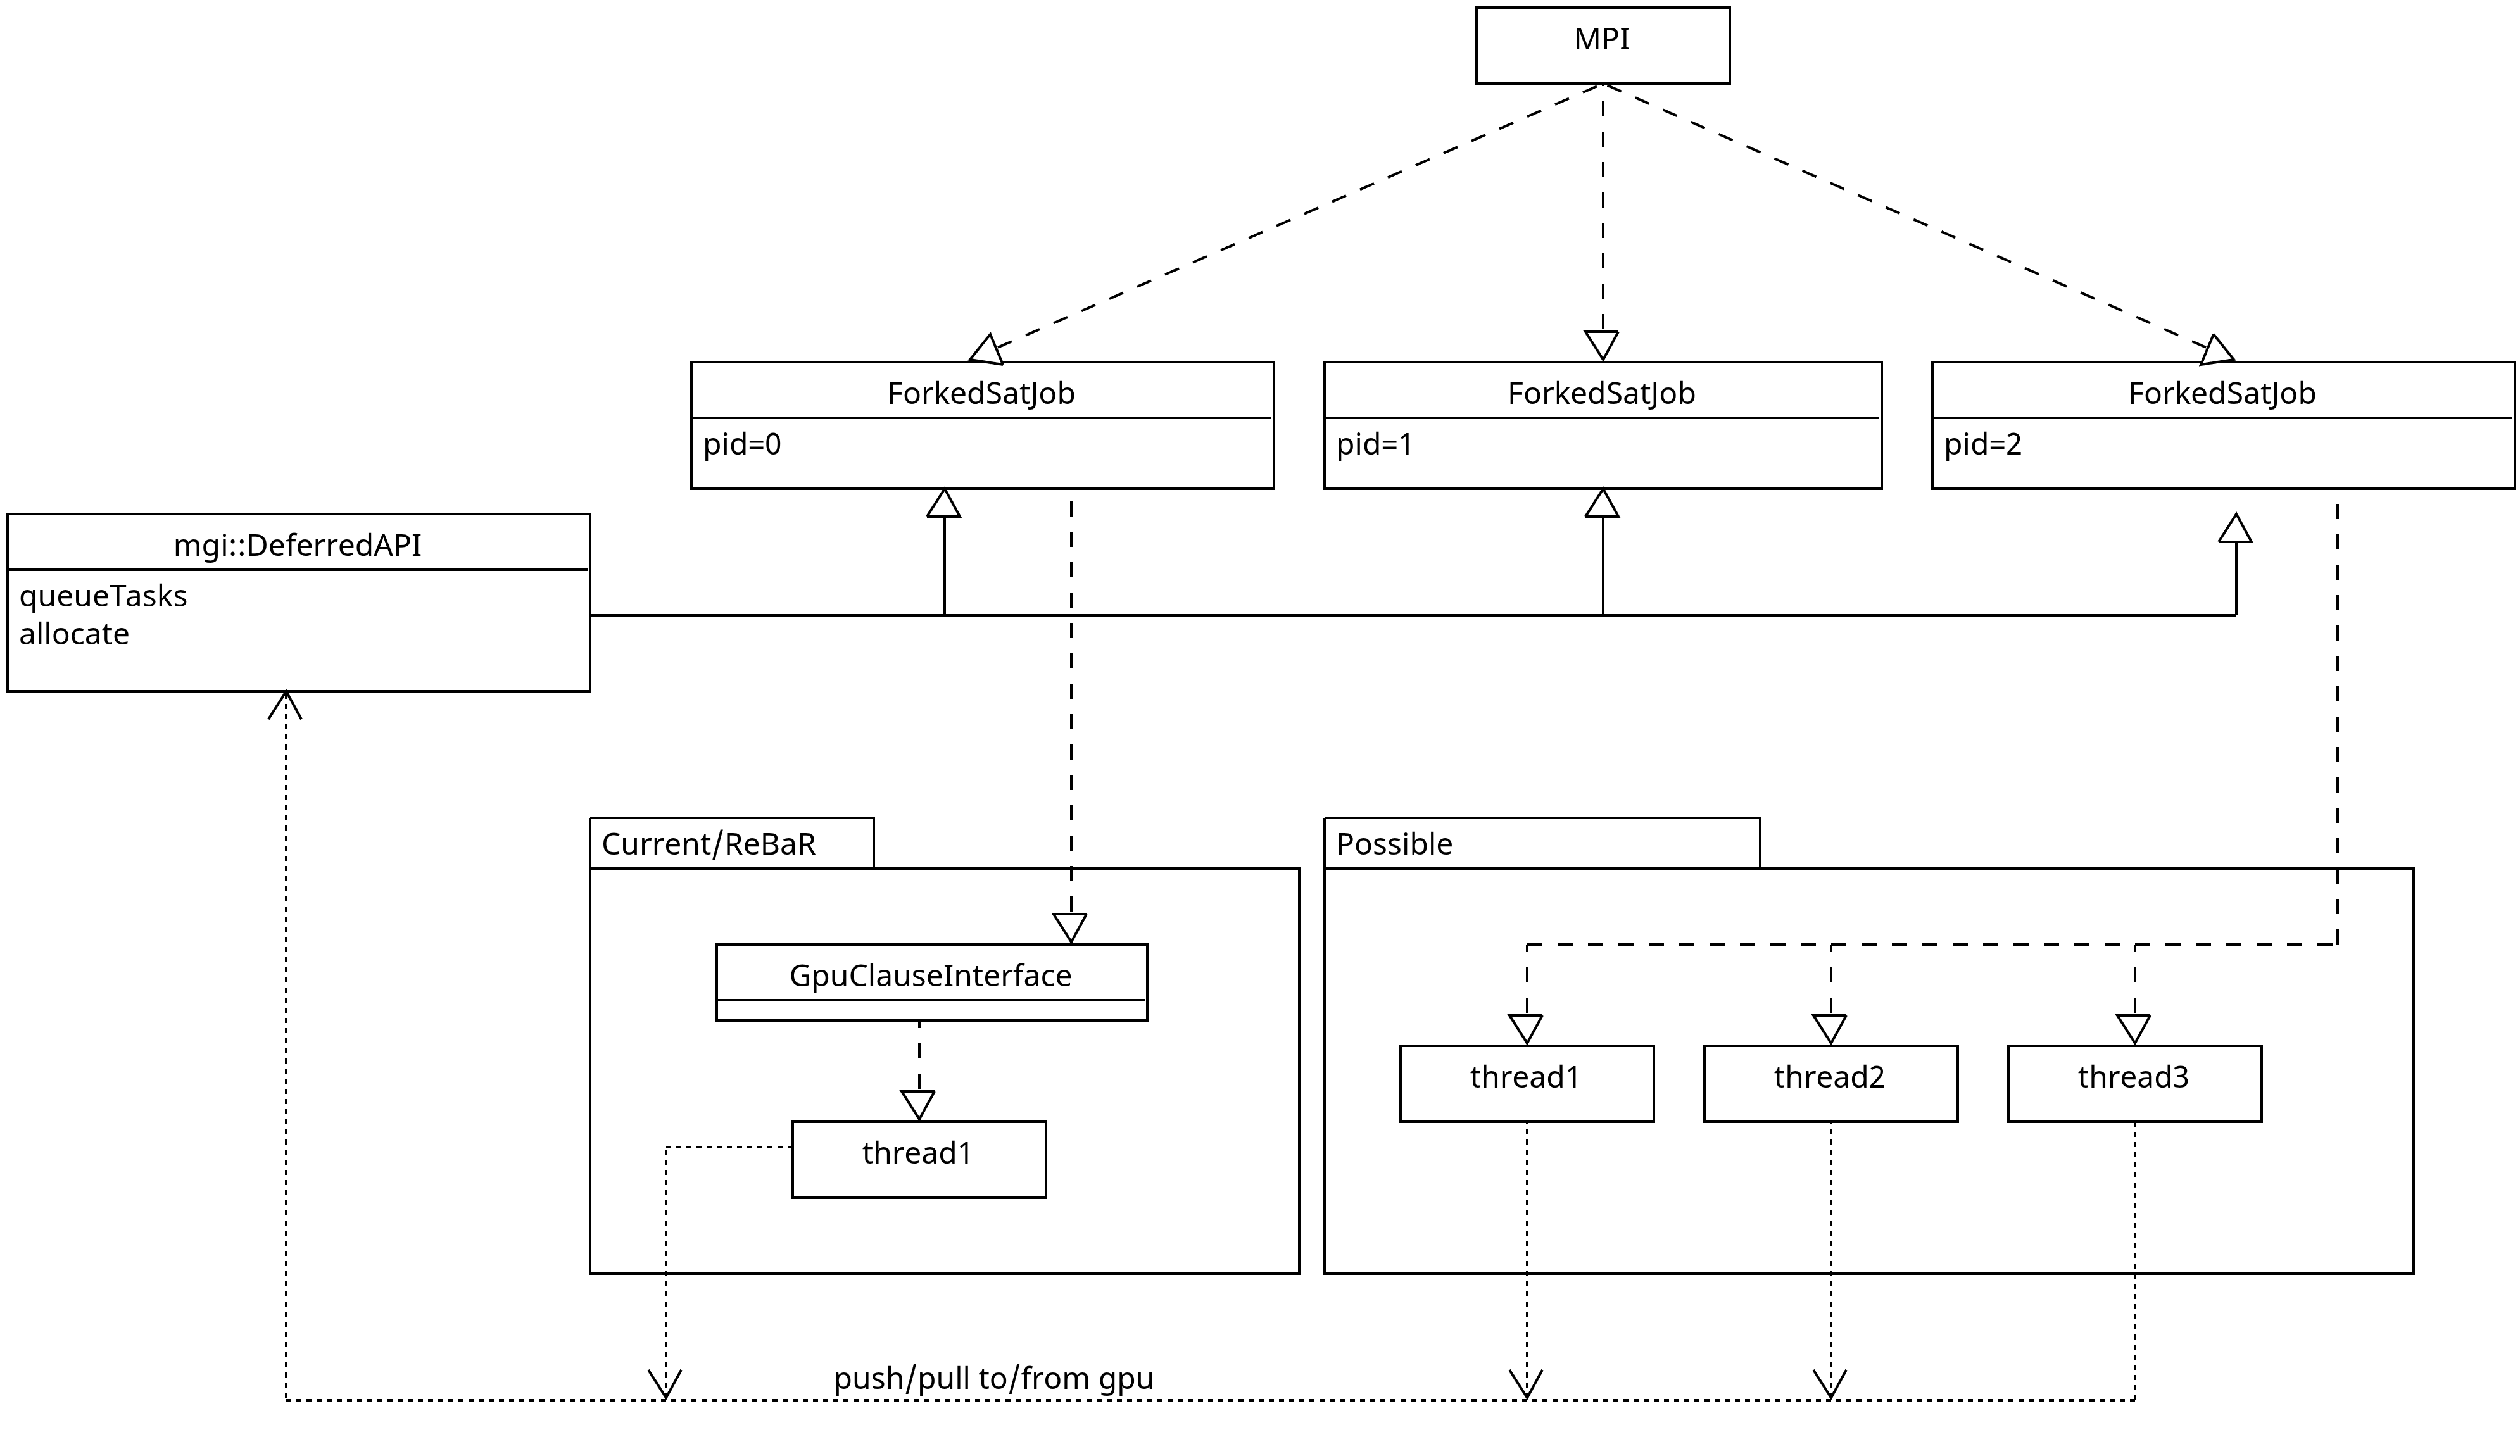 MPI
ForkedSatJob
pid=0
ForkedSatJob
pid=1
ForkedSatJob
pid=2
mgi::DeferredAPI
queueTasks
allocate
Current/ReBaR
GpuClauseInterface
thread1
Possible
thread1
thread2
thread3
push/pull to/from gpu